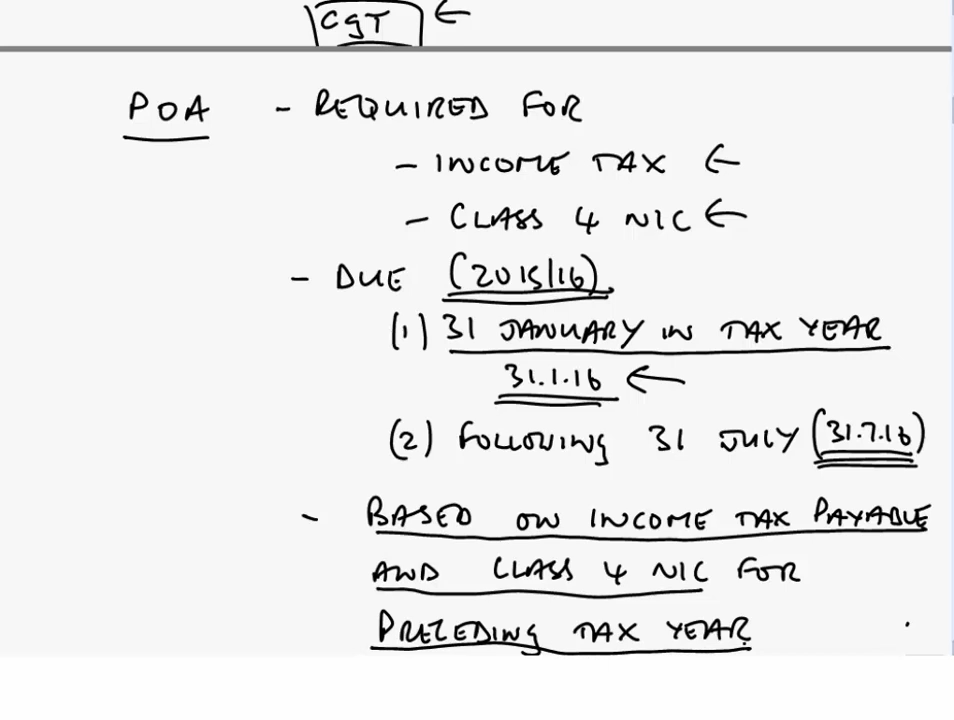 CGT ←
POA - REQUIRED FOR
- INCOME TAX ←
- CLASS 4 NIC ←
- DUE (2015/16).
(1) 31 JANUARY IN TAX YEAR
31.1.16 ←
(2) FOLLOWING 31 JULY (31.7.16)
- BASED ON INCOME TAX PAYABLE
AND CLASS 4 NIC FOR
PRECEDING TAX YEAR